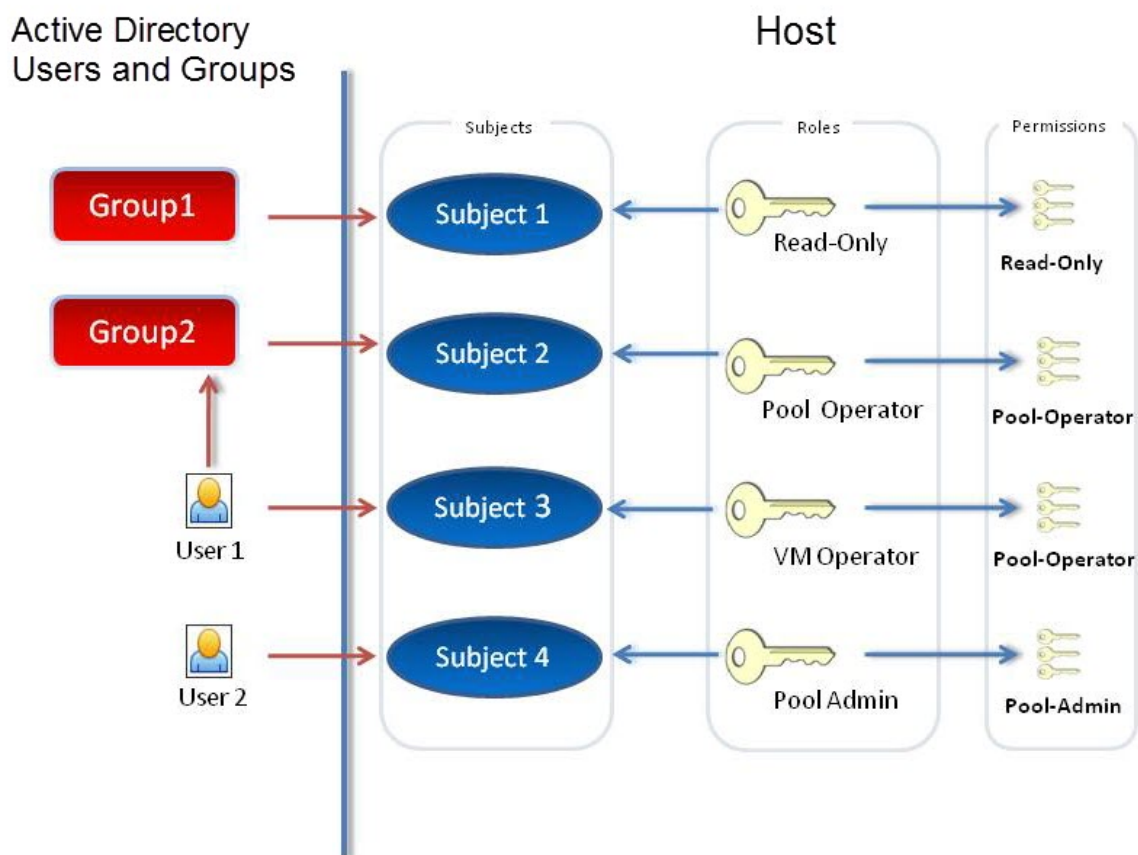 Active Directory
Users and Groups
Host
Subjects
Roles
Permissions
Group1
Subject 1
Read-Only
Read-Only
Group2
Subject 2
Pool Operator
Pool-Operator
User 1
Subject 3
VM Operator
Pool-Operator
User 2
Subject 4
Pool Admin
Pool-Admin